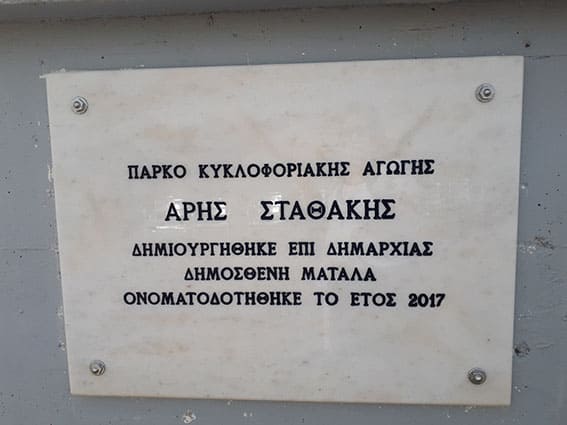 ΠΑΡΚΟ ΚΥΚΛΟΦΟΡΙΑΚΗΣ ΑΓΩΓΗΣ
ΑΡΗΣ ΣΤΑΘΑΚΗΣ
ΔΗΜΙΟΥΡΓΗΘΗΚΕ ΕΠΙ ΔΗΜΑΡΧΙΑΣ
ΔΗΜΟΣΘΕΝΗ ΜΑΤΑΛΑ
ΟΝΟΜΑΤΟΔΟΤΗΘΗΚΕ ΤΟ ΕΤΟΣ 2017